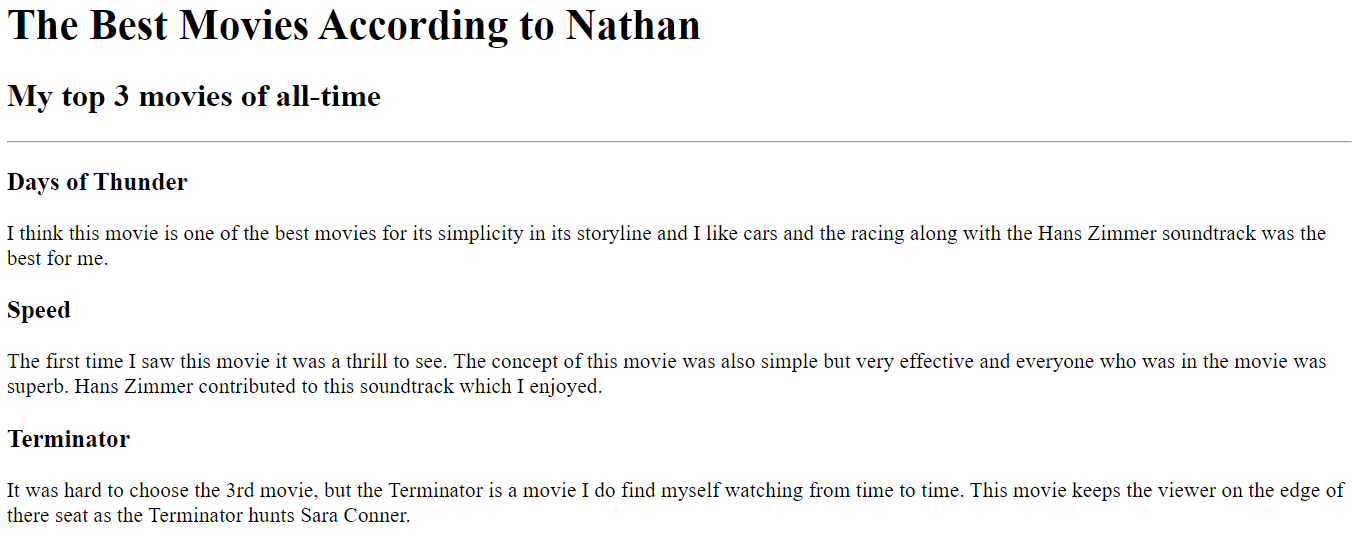 The Best Movies According to Nathan
My top 3 movies of all-time
Days of Thunder
I think this movie is one of the best movies for its simplicity in its storyline and I like cars and the racing along with the Hans Zimmer soundtrack was the
best for me.
Speed
The first time I saw this movie it was a thrill to see. The concept of this movie was also simple but very effective and everyone who was in the movie was
superb. Hans Zimmer contributed to this soundtrack which I enjoyed.
Terminator
It was hard to choose the 3rd movie, but the Terminator is a movie I do find myself watching from time to time. This movie keeps the viewer on the edge of
there seat as the Terminator hunts Sara Conner.